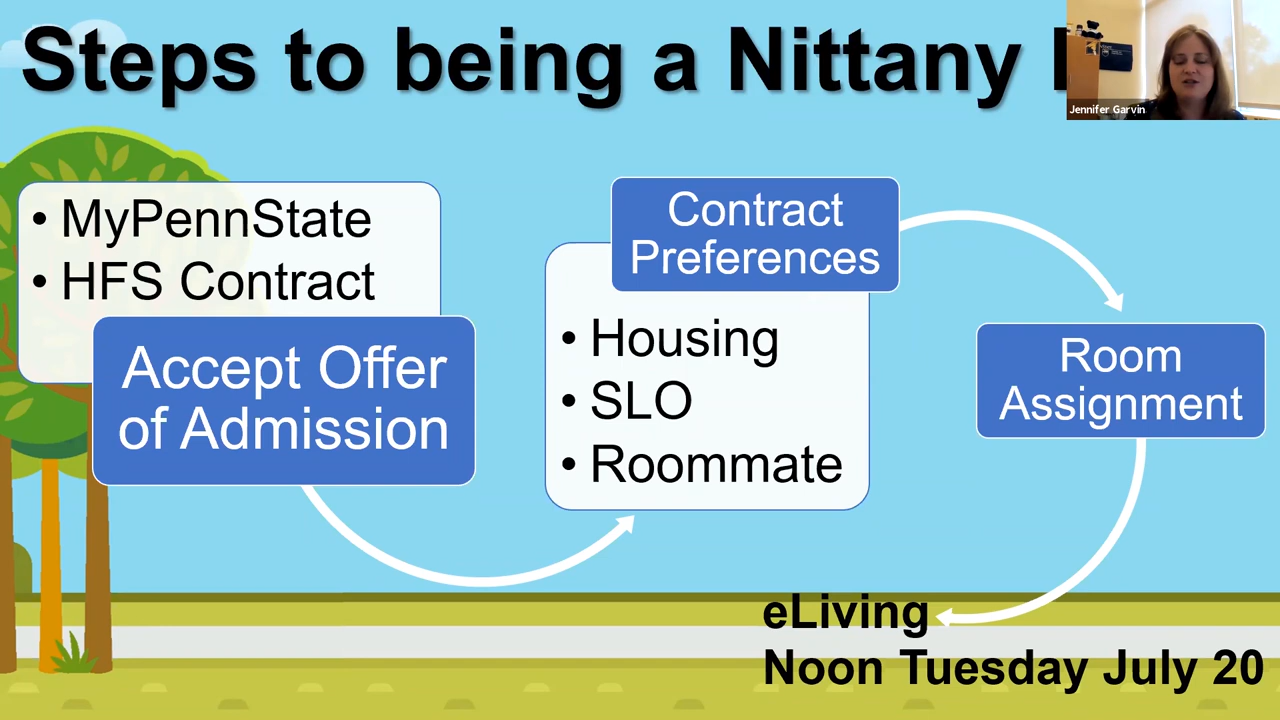 Steps to being a Nittany
Jennifer Garvin
• MyPennState
• HFS Contract
Accept Offer
of Admission
Contract
Preferences
• Housing
• SLO
• Roommate
Room
Assignment
eLiving
Noon Tuesday July 20